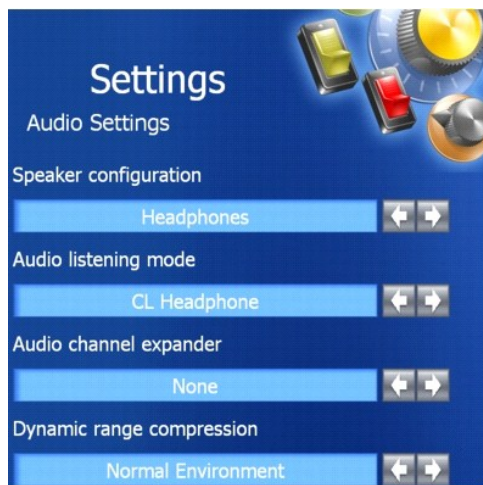 Settings
Audio Settings
Speaker configuration
Headphones
Audio listening mode
CL Headphone
Audio channel expander
None
Dynamic range compression
Normal Environment